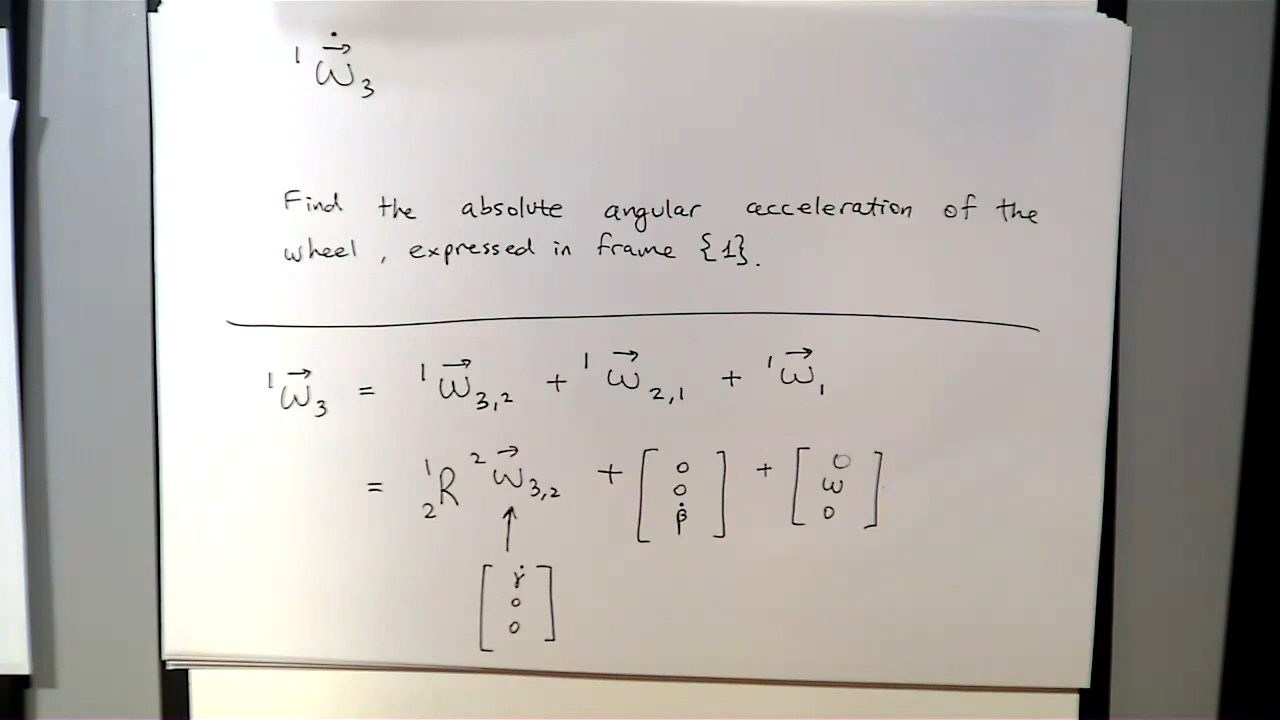 ¹ω⃗̇₃
Find the absolute angular acceleration of the
wheel, expressed in frame {1}.
¹ω⃗₃ = ¹ω⃗₃,₂ + ¹ω⃗₂,₁ + ¹ω⃗₁
= ¹₂R ²ω⃗₃,₂ + [0 0 β̇] + [0 ω 0]
↑
[γ̇ 0 0]